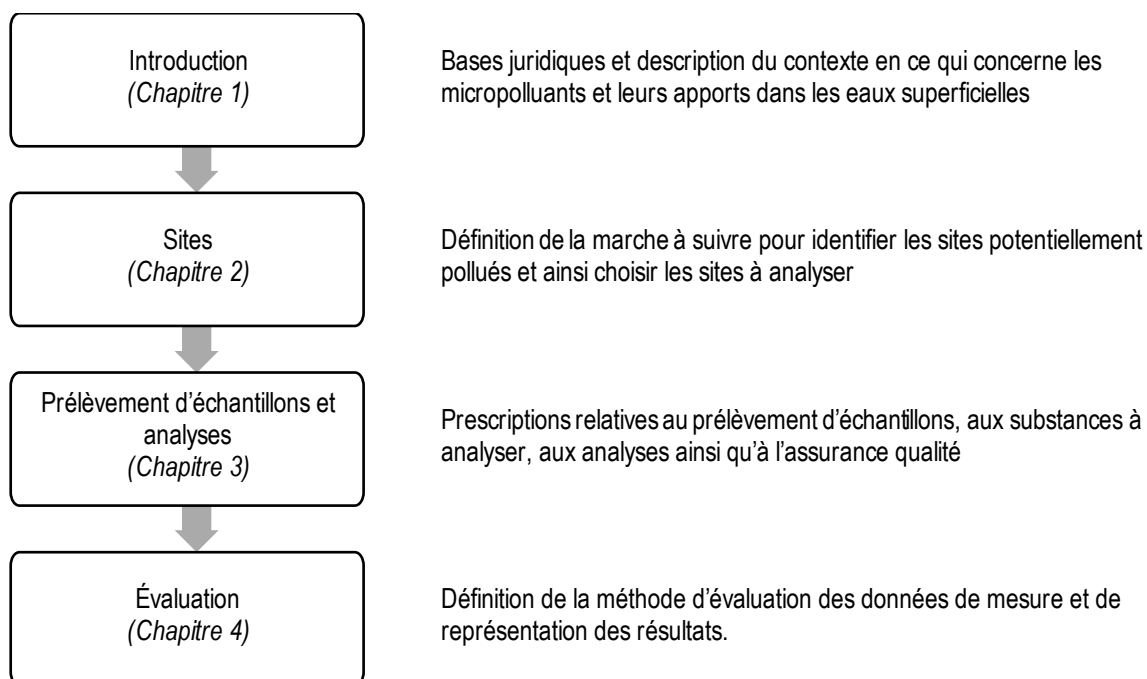 Introduction
(Chapitre 1)
Bases juridiques et description du contexte en ce qui concerne les
micropolluants et leurs apports dans les eaux superficielles
Sites
(Chapitre 2)
Définition de la marche à suivre pour identifier les sites potentiellement
pollués et ainsi choisir les sites à analyser
Prélèvement d’échantillons et
analyses
(Chapitre 3)
Prescriptions relatives au prélèvement d’échantillons, aux substances à
analyser, aux analyses ainsi qu’à l’assurance qualité
Évaluation
(Chapitre 4)
Définition de la méthode d’évaluation des données de mesure et de
représentation des résultats.